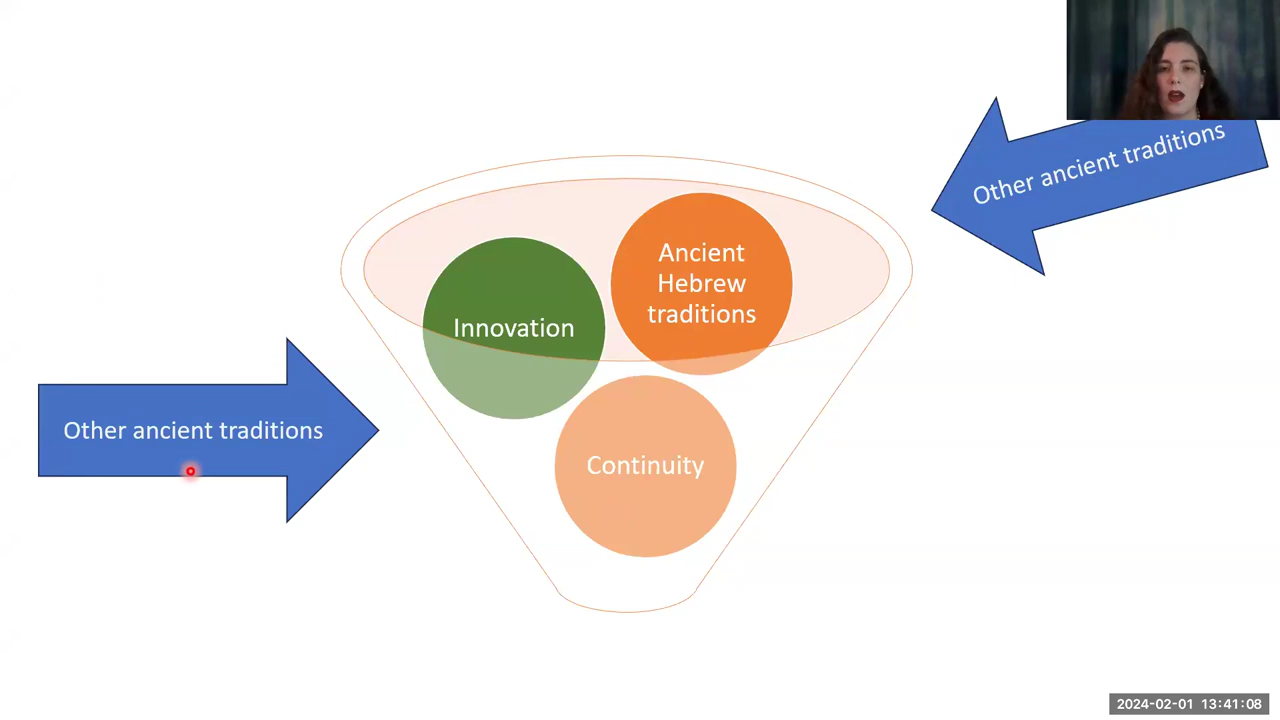 Other ancient traditions
Ancient
Hebrew
traditions
Innovation
Other ancient traditions
Continuity
2024-02-01 13:41:08